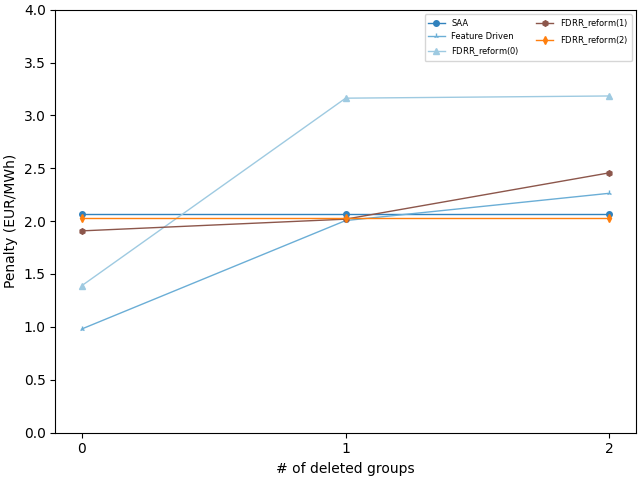 4.0
3.5
3.0
2.5
2.0
1.5
1.0
0.5
0.0
Penalty (EUR/MWh)
SAA
Feature Driven
FDRR_reform(0)
FDRR_reform(1)
FDRR_reform(2)
0
1
2
# of deleted groups